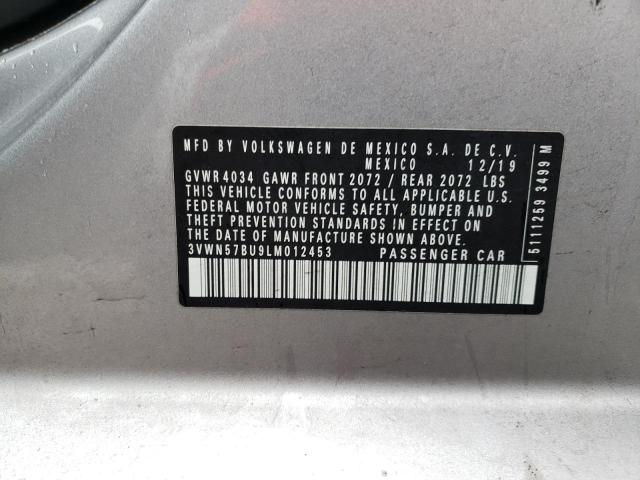 MFD BY VOLKSWAGEN DE MEXICO S.A. DE C.V.
MEXICO 12/19
GVWR 4034 GAWR FRONT 2072 / REAR 2072 LBS
THIS VEHICLE CONFORMS TO ALL APPLICABLE U.S.
FEDERAL MOTOR VEHICLE SAFETY, BUMPER AND
THEFT PREVENTION STANDARDS IN EFFECT ON
THE DATE OF MANUFACTURE SHOWN ABOVE.
3VWN57BU9LM012453 PASSENGER CAR
5111259 3499 M